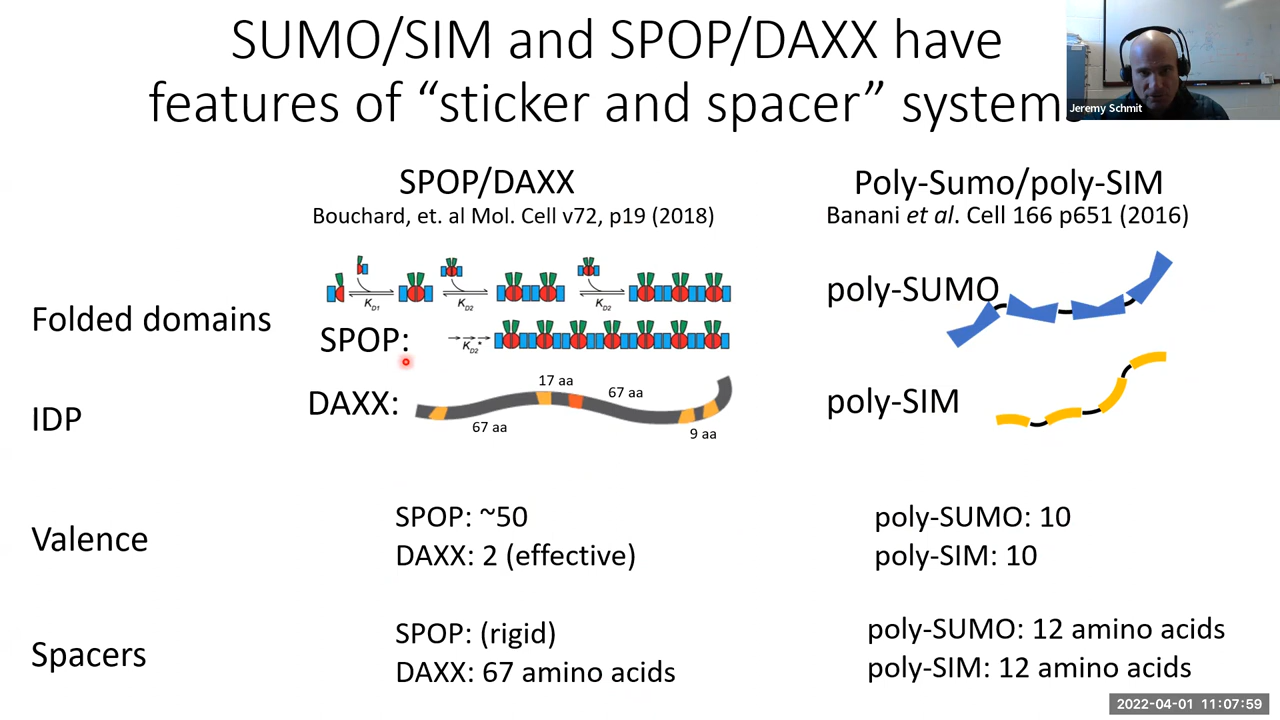 SUMO/SIM and SPOP/DAXX have
features of “sticker and spacer” system
Jeremy Schmit
SPOP/DAXX
Bouchard, et. al Mol. Cell v72, p19 (2018)
Poly-Sumo/poly-SIM
Banani et al. Cell 166 p651 (2016)
Folded domains
KD1
KD2
KD2
SPOP:
KD2*
poly-SUMO
IDP
DAXX:
17 aa
67 aa
67 aa
9 aa
poly-SIM
Valence
SPOP: ~50
DAXX: 2 (effective)
poly-SUMO: 10
poly-SIM: 10
Spacers
SPOP: (rigid)
DAXX: 67 amino acids
poly-SUMO: 12 amino acids
poly-SIM: 12 amino acids
2022-04-01 11:07:59